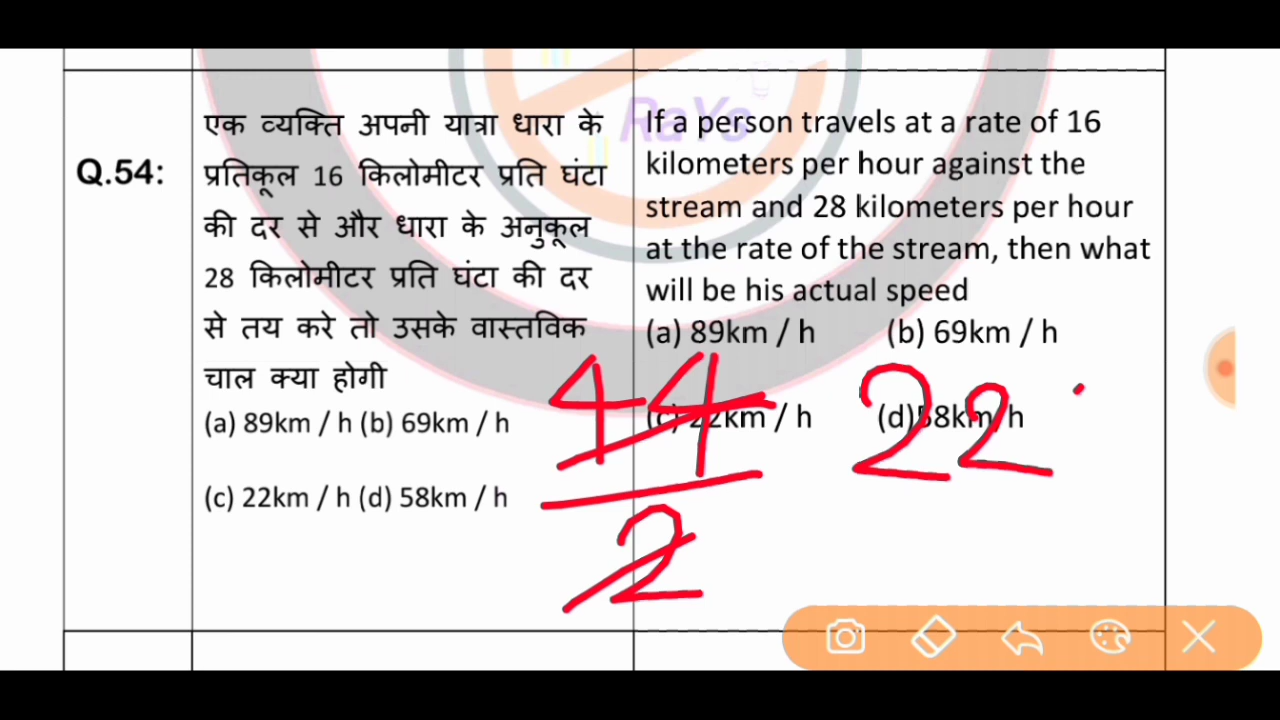 Q.54:
एक व्यक्ति अपनी यात्रा धारा के
प्रतिकूल 16 किलोमीटर प्रति घंटा
की दर से और धारा के अनुकूल
28 किलोमीटर प्रति घंटा की दर
से तय करे तो उसके वास्तविक
चाल क्या होगी
(a) 89km / h (b) 69km / h
(c) 22km / h (d) 58km / h
RaYs
If a person travels at a rate of 16
kilometers per hour against the
stream and 28 kilometers per hour
at the rate of the stream, then what
will be his actual speed
(a) 89km / h (b) 69km / h
(c) 22km / h (d)58km/h
44
2
22